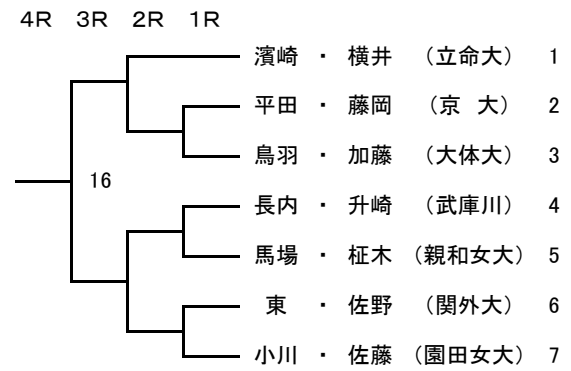 4R 3R 2R 1R
濱崎 ・ 横井 （立命大） 1
平田 ・ 藤岡 （京 大） 2
鳥羽 ・ 加藤 （大体大） 3
16
長内 ・ 升崎 （武庫川） 4
馬場 ・ 柾木 （親和女大） 5
東 ・ 佐野 （関外大） 6
小川 ・ 佐藤 （園田女大） 7